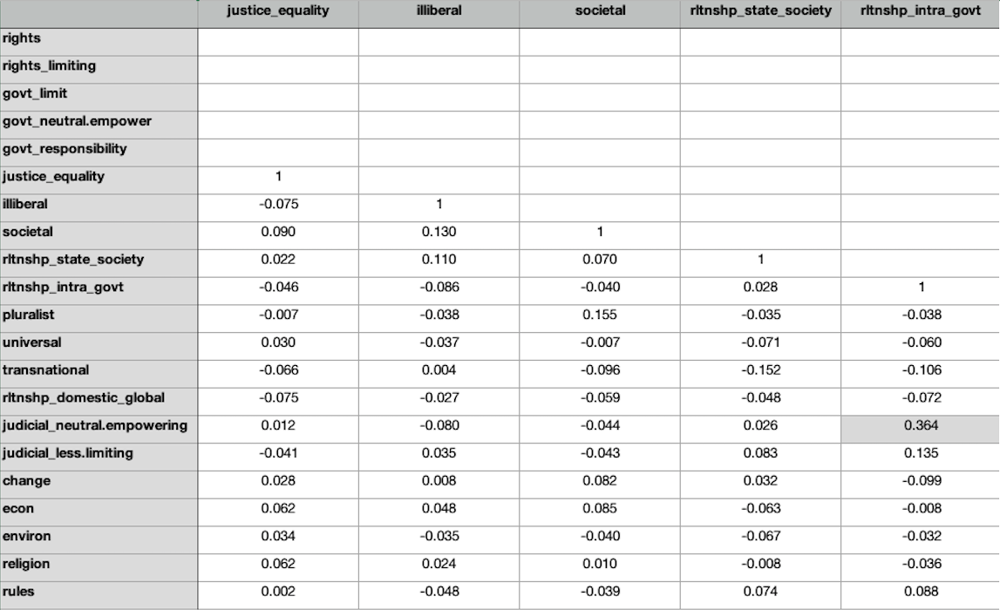 justice_equality illiberal societal rltnshp_state_society rltnshp_intra_govt
rights
rights_limiting
govt_limit
govt_neutral.empower
govt_responsibility
justice_equality 1
illiberal -0.075 1
societal 0.090 0.130 1
rltnshp_state_society 0.022 0.110 0.070 1
rltnshp_intra_govt -0.046 -0.086 -0.040 0.028 1
pluralist -0.007 -0.038 0.155 -0.035 -0.038
universal 0.030 -0.037 -0.007 -0.071 -0.060
transnational -0.066 0.004 -0.096 -0.152 -0.106
rltnshp_domestic_global -0.075 -0.027 -0.059 -0.048 -0.072
judicial_neutral.empowering 0.012 -0.080 -0.044 0.026 0.364
judicial_less.limiting -0.041 0.035 -0.043 0.083 0.135
change 0.028 0.008 0.082 0.032 -0.099
econ 0.062 0.048 0.085 -0.063 -0.008
environ 0.034 -0.035 -0.040 -0.067 -0.032
religion 0.062 0.024 0.010 -0.008 -0.036
rules 0.002 -0.048 -0.039 0.074 0.088